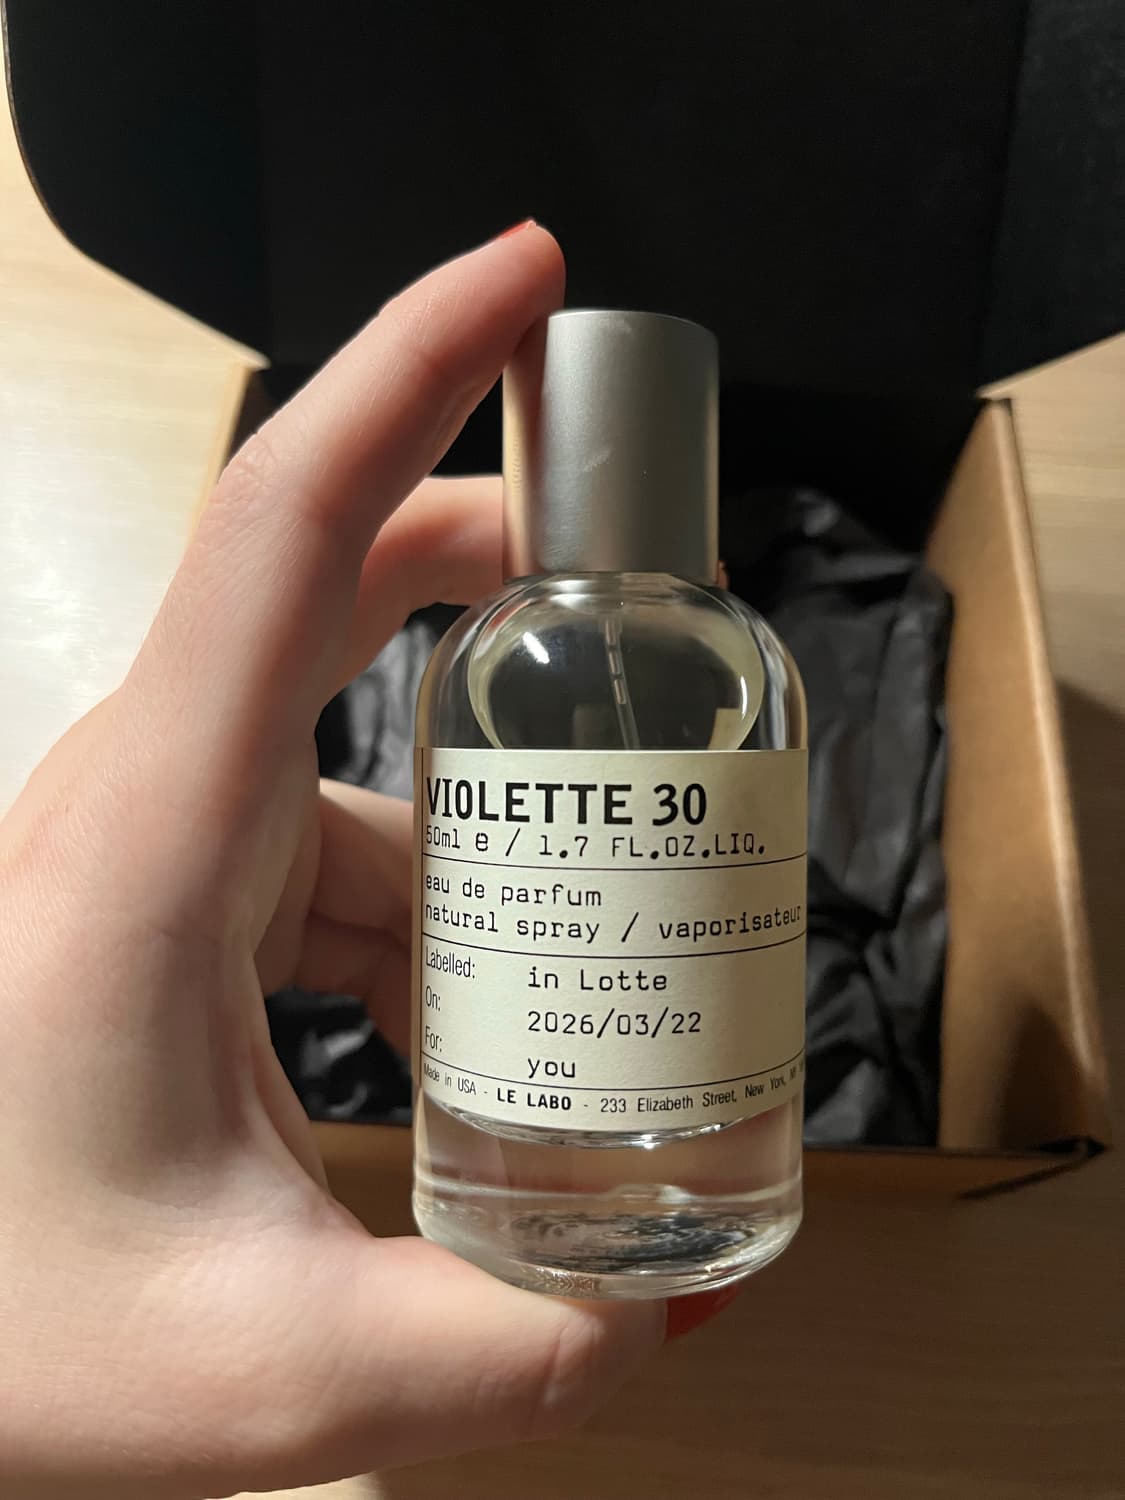 VIOLETTE 30
50ml e / 1.7 FL.OZ.LIQ.
eau de parfum
natural spray / vaporisateur
Labelled: in Lotte
On: 2026/03/22
For: you
Made in USA - LE LABO - 233 Elizabeth Street, New York,